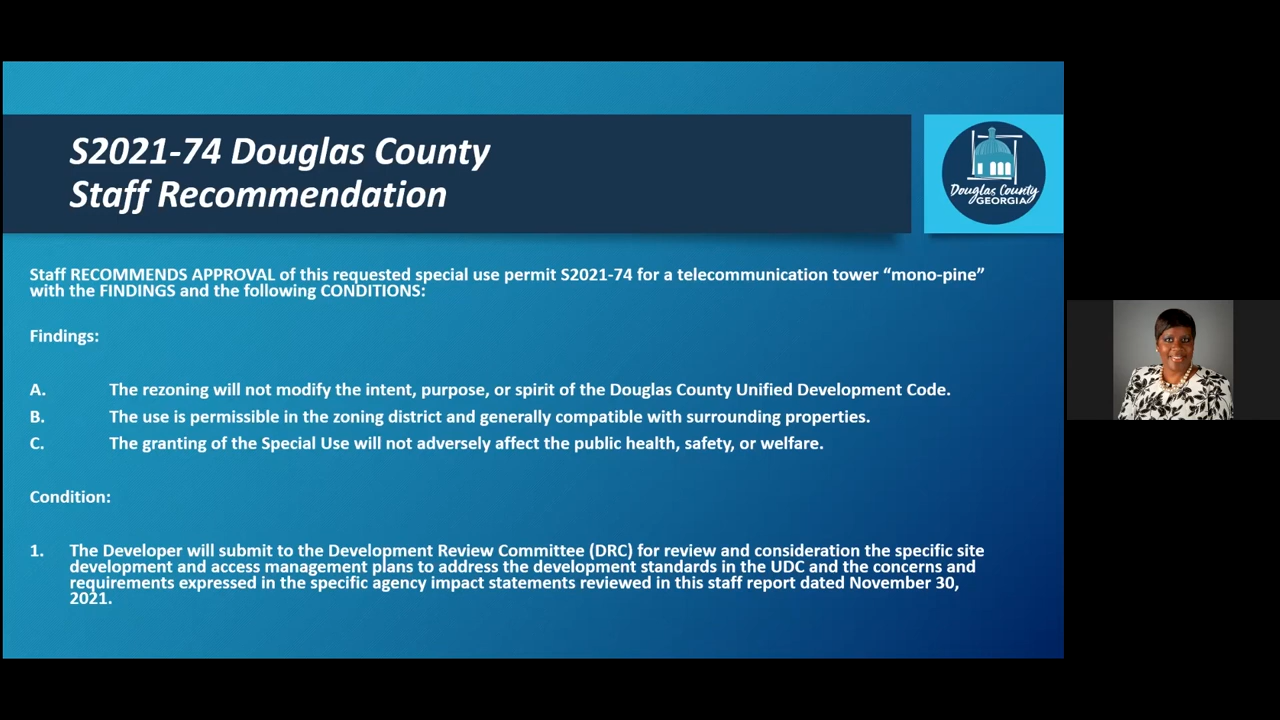 S2021-74 Douglas County
Staff Recommendation
Douglas County
GEORGIA
Staff RECOMMENDS APPROVAL of this requested special use permit S2021-74 for a telecommunication tower “mono-pine”
with the FINDINGS and the following CONDITIONS:
Findings:
A. The rezoning will not modify the intent, purpose, or spirit of the Douglas County Unified Development Code.
B. The use is permissible in the zoning district and generally compatible with surrounding properties.
C. The granting of the Special Use will not adversely affect the public health, safety, or welfare.
Condition:
1. The Developer will submit to the Development Review Committee (DRC) for review and consideration the specific site
development and access management plans to address the development standards in the UDC and the concerns and
requirements expressed in the specific agency impact statements reviewed in this staff report dated November 30,
2021.